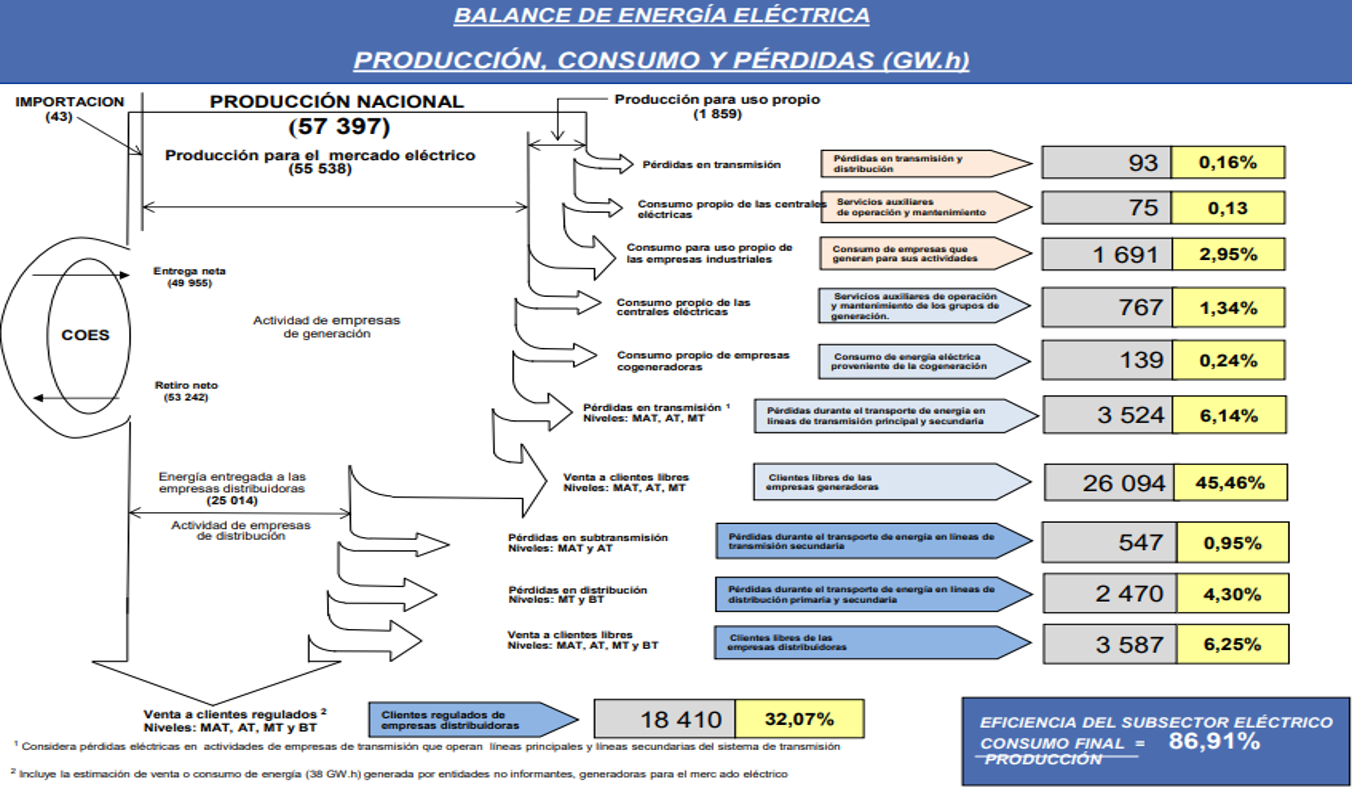 BALANCE DE ENERGÍA ELÉCTRICA
PRODUCCIÓN, CONSUMO Y PÉRDIDAS (GW.h)
IMPORTACION
(43)
PRODUCCIÓN NACIONAL
(57 397)
Producción para el mercado eléctrico
(55 538)
Producción para uso propio
(1 859)
Pérdidas en transmisión
Pérdidas en transmisión y
distribución
93
0,16%
Consumo propio de las centrales
eléctricas
Servicios auxiliares
de operación y mantenimiento
75
0,13
Consumo para uso propio de
las empresas industriales
Consumo de empresas que
generan para sus actividades
1 691
2,95%
Entrega neta
(49 955)
COES
Retiro neto
(53 242)
Actividad de empresas
de generación
Consumo propio de las
centrales eléctricas
Servicios auxiliares de operación
y mantenimiento de los grupos de
generación.
767
1,34%
Consumo propio de empresas
cogeneradoras
Consumo de energía eléctrica
proveniente de la cogeneración
139
0,24%
Pérdidas en transmisión 1
Niveles: MAT, AT, MT
Pérdidas durante el transporte de energía en
líneas de transmisión principal y secundaria
3 524
6,14%
Energía entregada a las
empresas distribuidoras
(25 014)
Actividad de empresas
de distribución
Venta a clientes libres
Niveles: MAT, AT, MT
Clientes libres de las
empresas generadoras
26 094
45,46%
Pérdidas en subtransmisión
Niveles: MAT y AT
Pérdidas durante el transporte de energía en líneas de
transmisión secundaria
547
0,95%
Pérdidas en distribución
Niveles: MT y BT
Pérdidas durante el transporte de energía en líneas de
distribución primaria y secundaria
2 470
4,30%
Venta a clientes libres
Niveles: MAT, AT, MT y BT
Clientes libres de las
empresas distribuidoras
3 587
6,25%
Venta a clientes regulados 2
Niveles: MAT, AT, MT y BT
Clientes regulados de
empresas distribuidoras
18 410
32,07%
EFICIENCIA DEL SUBSECTOR ELÉCTRICO
CONSUMO FINAL = 86,91%
PRODUCCIÓN
1 Considera pérdidas eléctricas en actividades de empresas de transmisión que operan líneas principales y líneas secundarias del sistema de transmisión
2 Incluye la estimación de venta o consumo de energía (38 GW.h) generada por entidades no informantes, generadoras para el merc ado eléctrico